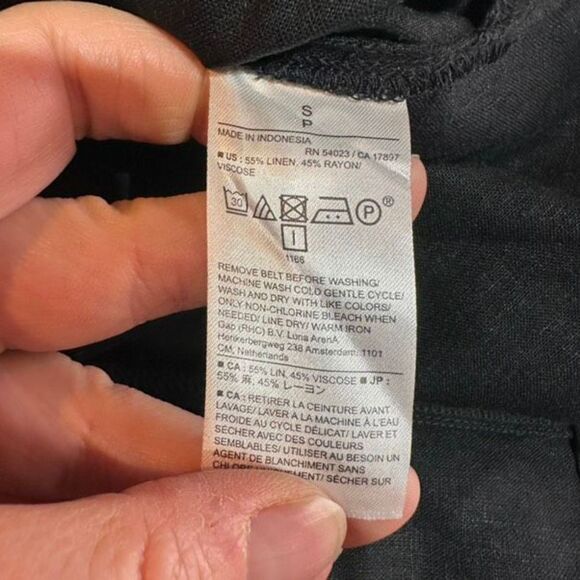 S
P
MADE IN INDONESIA
RN 54023 / CA 17897
■ US : 55% LINEN, 45% RAYON/
VISCOSE
30
P ®
1166
REMOVE BELT BEFORE WASHING/
MACHINE WASH COLD GENTLE CYCLE/
WASH AND DRY WITH LIKE COLORS/
ONLY NON-CHLORINE BLEACH WHEN
NEEDED/ LINE DRY/ WARM IRON
Gap (RHC) B.V. Luna ArenA,
Herikerbergweg 238 Amsterdam, 1101
CM, Netherlands
■ CA : 55% LIN, 45% VISCOSE ■ JP :
55% 麻, 45% レーヨン
■ CA : RETIRER LA CEINTURE AVANT
LAVAGE/ LAVER À LA MACHINE À L'EAU
FROIDE AU CYCLE DÉLICAT/ LAVER ET
SÉCHER AVEC DES COULEURS
SEMBLABLES/ UTILISER AU BESOIN UN
AGENT DE BLANCHIMENT SANS
CHLORE UNIQUEMENT/ SÉCHER SUR